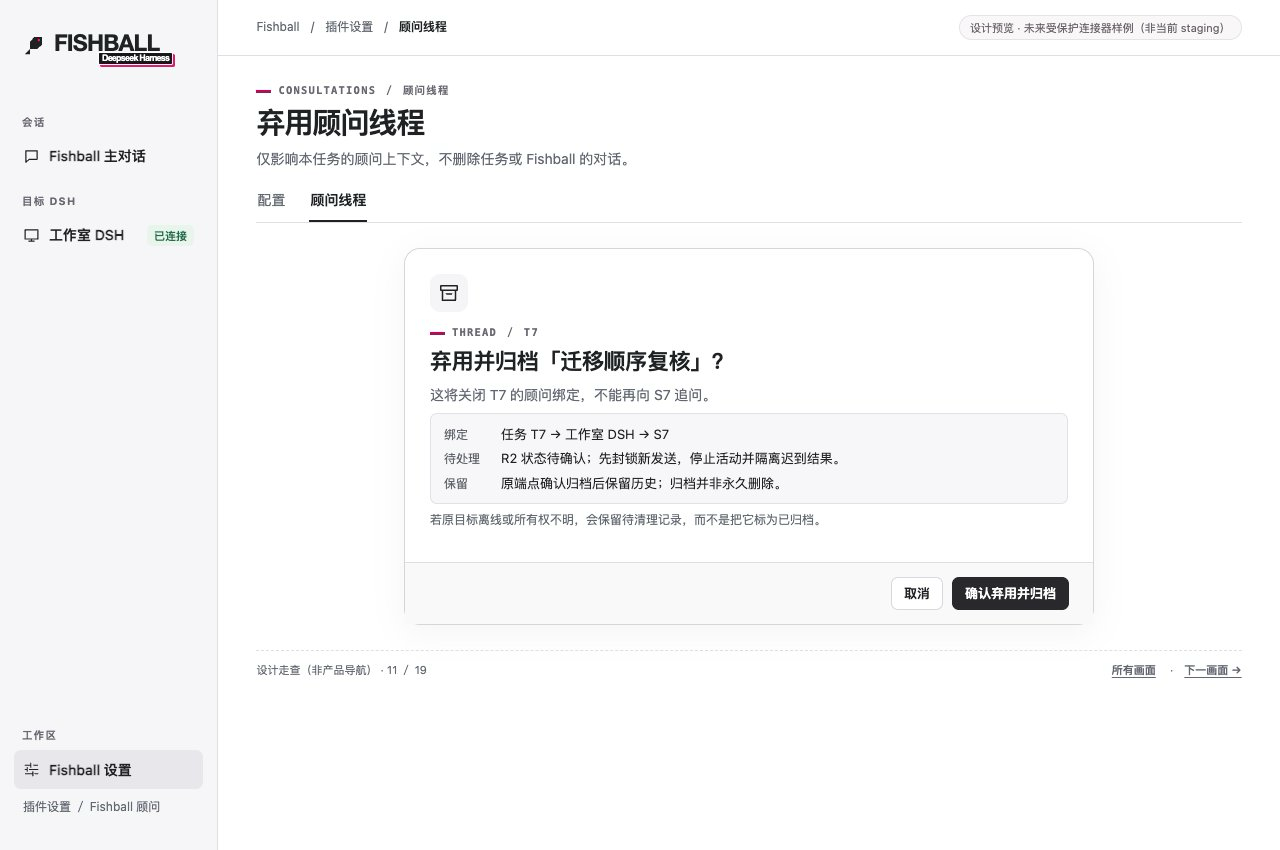 FISHBALL
Deepseek Harness
会话
Fishball 主对话
目标 DSH
工作室 DSH 已连接
工作区
Fishball 设置
插件设置 / Fishball 顾问
Fishball / 插件设置 / 顾问线程
设计预览 · 未来受保护连接器样例（非当前 staging）
CONSULTATIONS / 顾问线程
弃用顾问线程
仅影响本任务的顾问上下文，不删除任务或 Fishball 的对话。
配置 顾问线程
THREAD / T7
弃用并归档「迁移顺序复核」？
这将关闭 T7 的顾问绑定，不能再向 S7 追问。
绑定 任务 T7 → 工作室 DSH → S7
待处理 R2 状态待确认；先封锁新发送，停止活动并隔离迟到结果。
保留 原端点确认归档后保留历史；归档并非永久删除。
若原目标离线或所有权不明，会保留待清理记录，而不是把它标为已归档。
取消 确认弃用并归档
设计走查（非产品导航） · 11 / 19
所有画面 · 下一画面 →